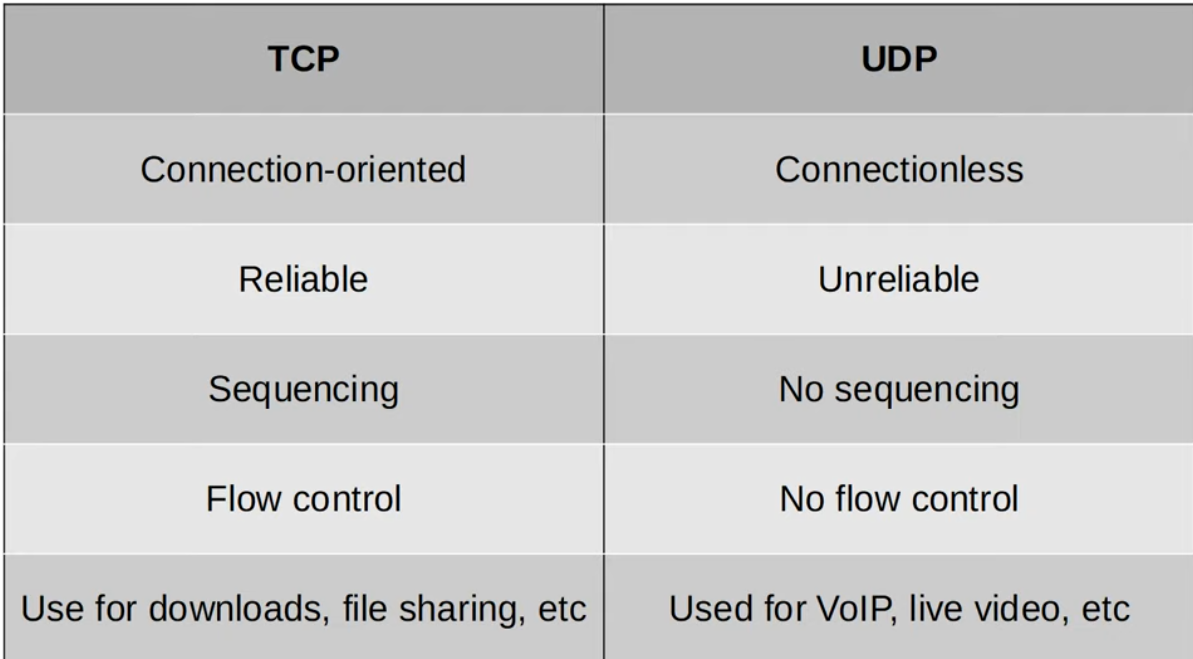 TCP UDP
Connection-oriented Connectionless
Reliable Unreliable
Sequencing No sequencing
Flow control No flow control
Use for downloads, file sharing, etc Used for VoIP, live video, etc